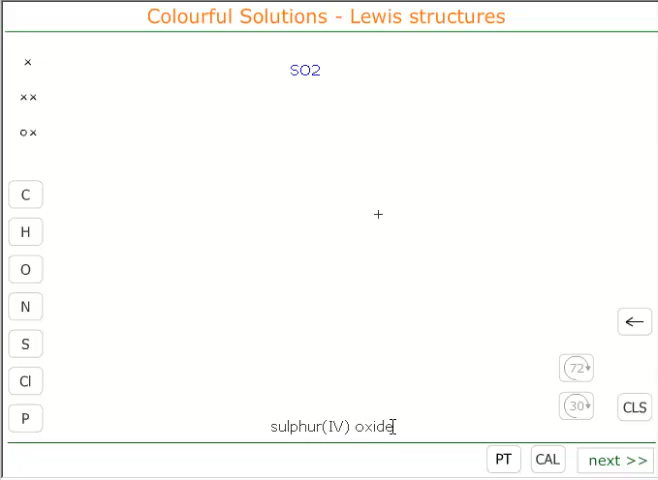 Colourful Solutions - Lewis structures
×
××
o×
SO2
C
H
+
O
N
S
←
72
Cl
30
CLS
P
sulphur(IV) oxide
PT
CAL
next >>